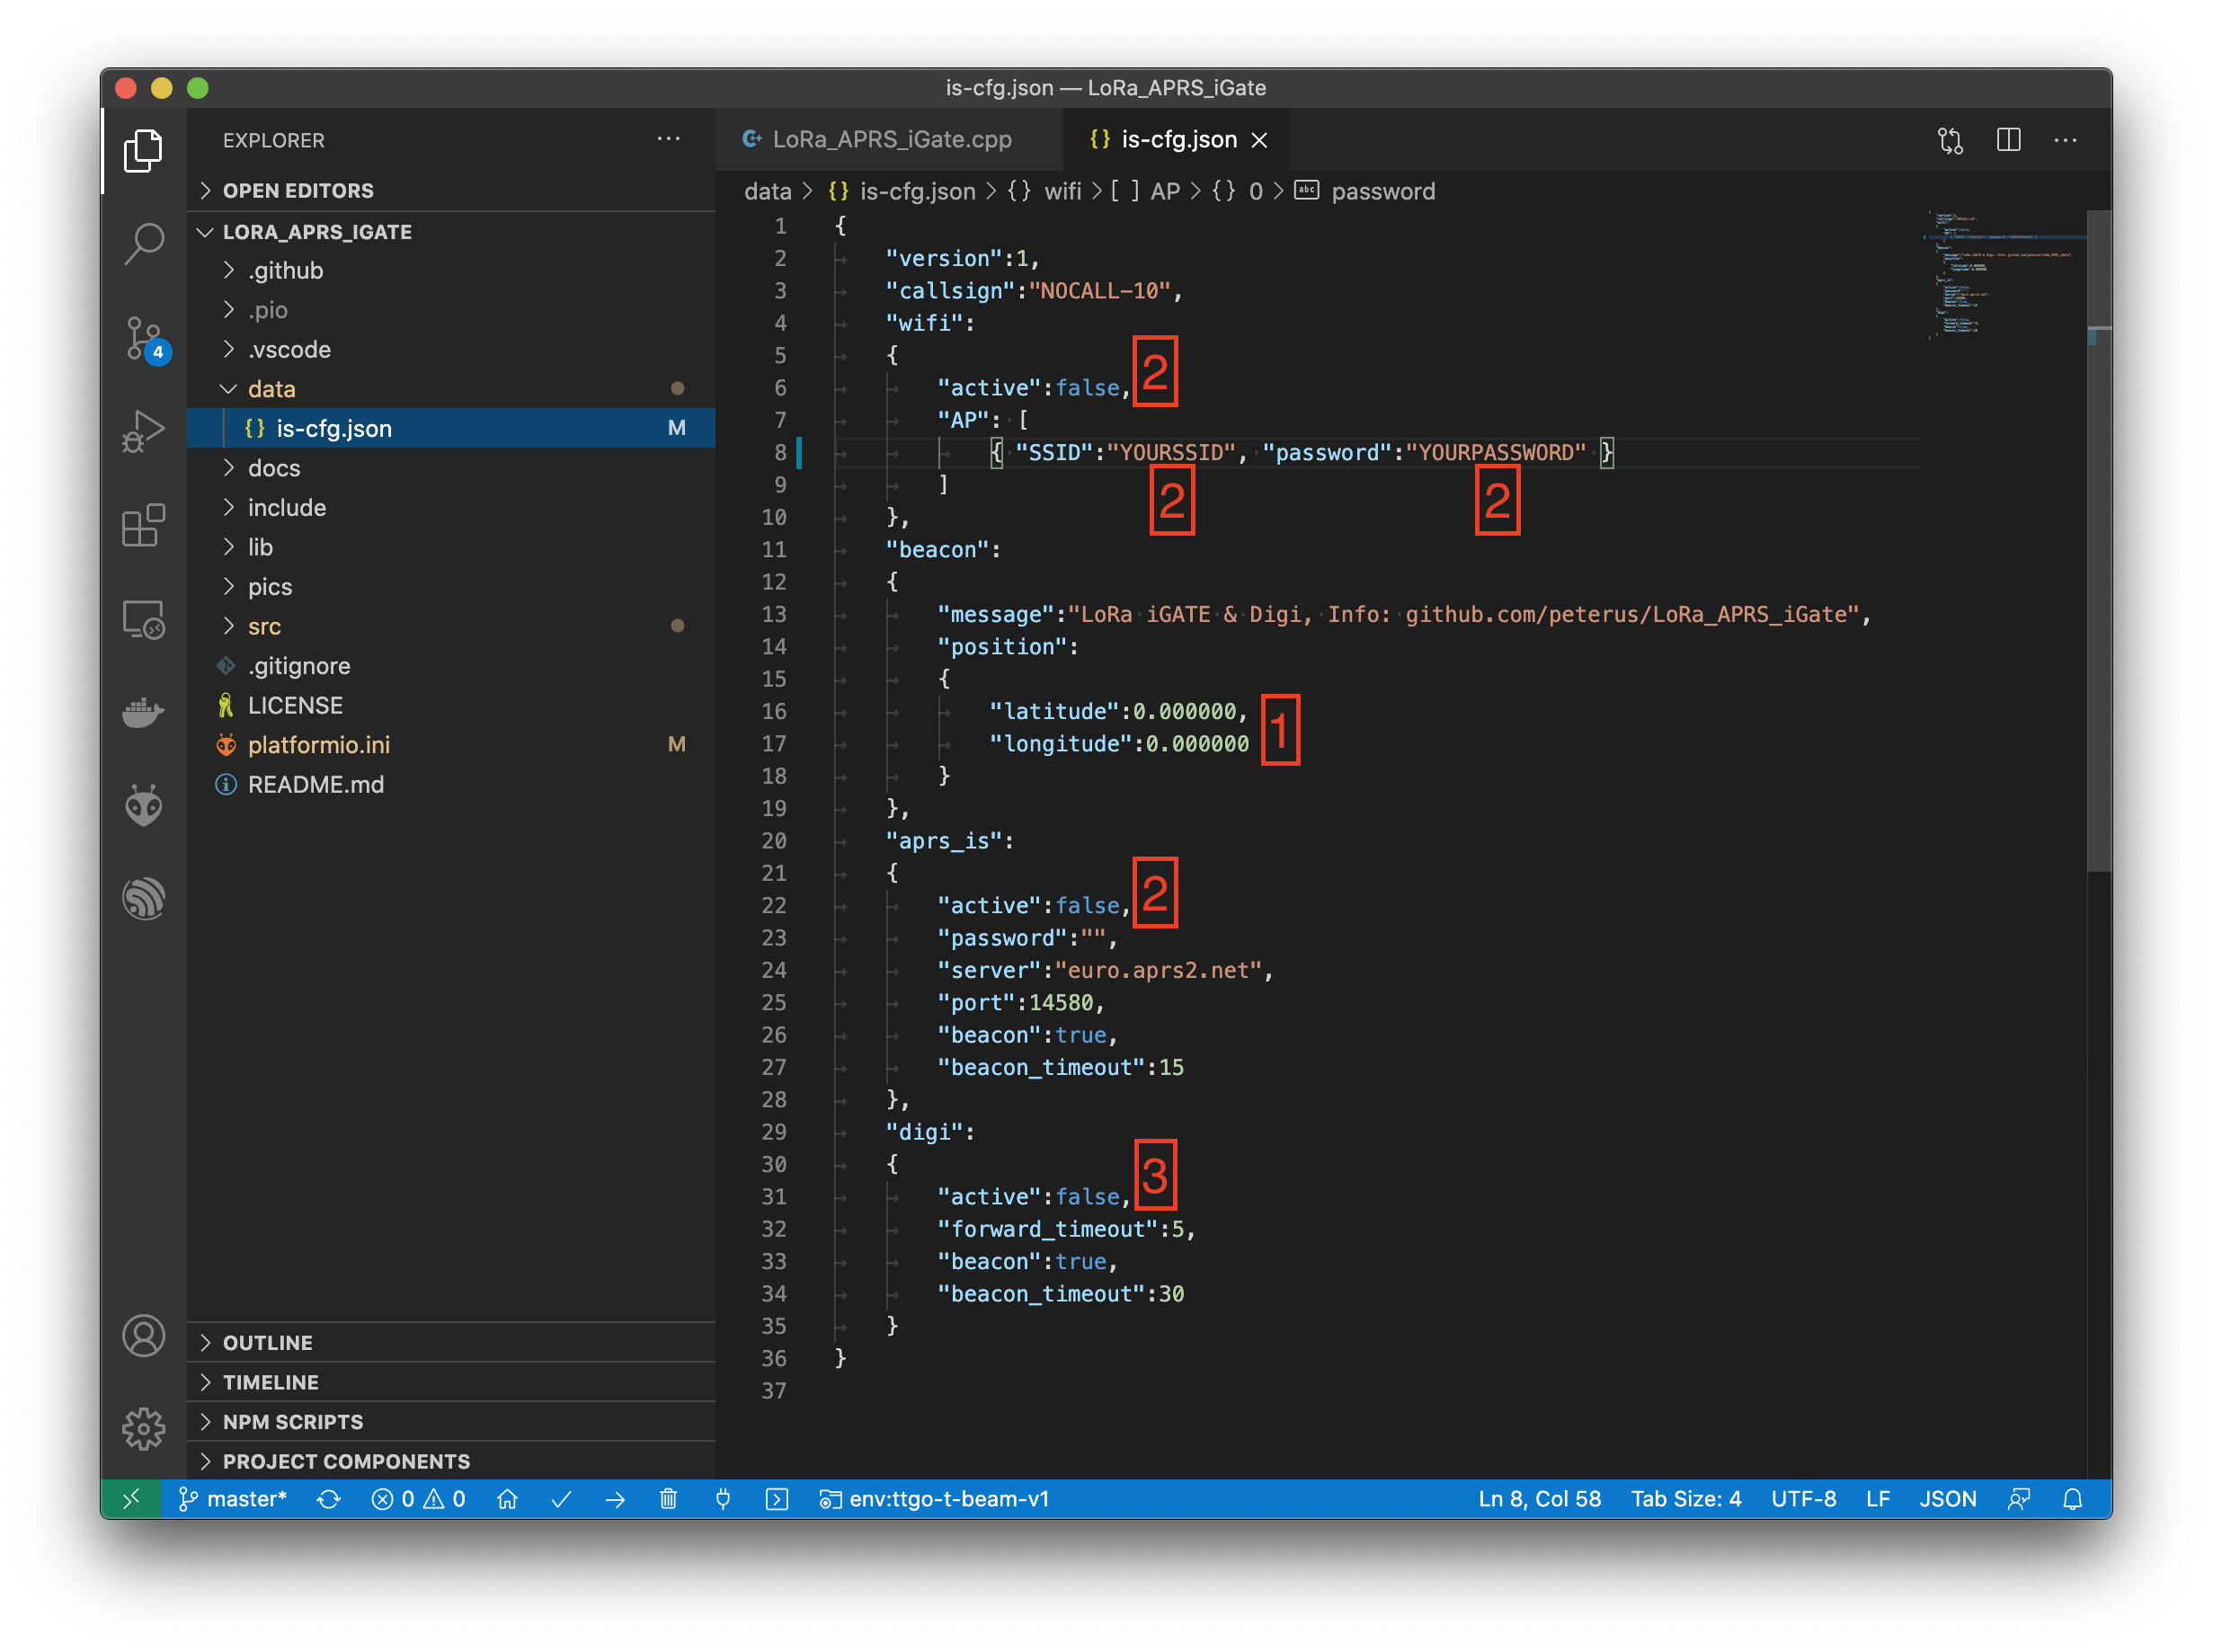 is-cfg.json — LoRa_APRS_iGate
EXPLORER
OPEN EDITORS
LORA_APRS_IGATE
.github
.pio
.vscode
data
is-cfg.json M
docs
include
lib
pics
src
.gitignore
LICENSE
platformio.ini M
README.md
OUTLINE
TIMELINE
NPM SCRIPTS
PROJECT COMPONENTS
4
LoRa_APRS_iGate.cpp
{} is-cfg.json
data > {} is-cfg.json > {} wifi > [ ] AP > {} 0 > abc password
1 {
2 "version":1,
3 "callsign":"NOCALL-10",
4 "wifi":
5 {
6 "active":false, 2
7 "AP": [
8 { "SSID":"YOURSSID", "password":"YOURPASSWORD" }
2 2
9 ]
10 },
11 "beacon":
12 {
13 "message":"LoRa iGATE & Digi, Info: github.com/peterus/LoRa_APRS_iGate",
14 "position":
15 {
16 "latitude":0.000000,
1
17 "longitude":0.000000
18 }
19 },
20 "aprs_is":
21 {
22 "active":false, 2
23 "password":"",
24 "server":"euro.aprs2.net",
25 "port":14580,
26 "beacon":true,
27 "beacon_timeout":15
28 },
29 "digi":
30 {
31 "active":false, 3
32 "forward_timeout":5,
33 "beacon":true,
34 "beacon_timeout":30
35 }
36 }
37
master* 0 0 env:ttgo-t-beam-v1 Ln 8, Col 58 Tab Size: 4 UTF-8 LF JSON